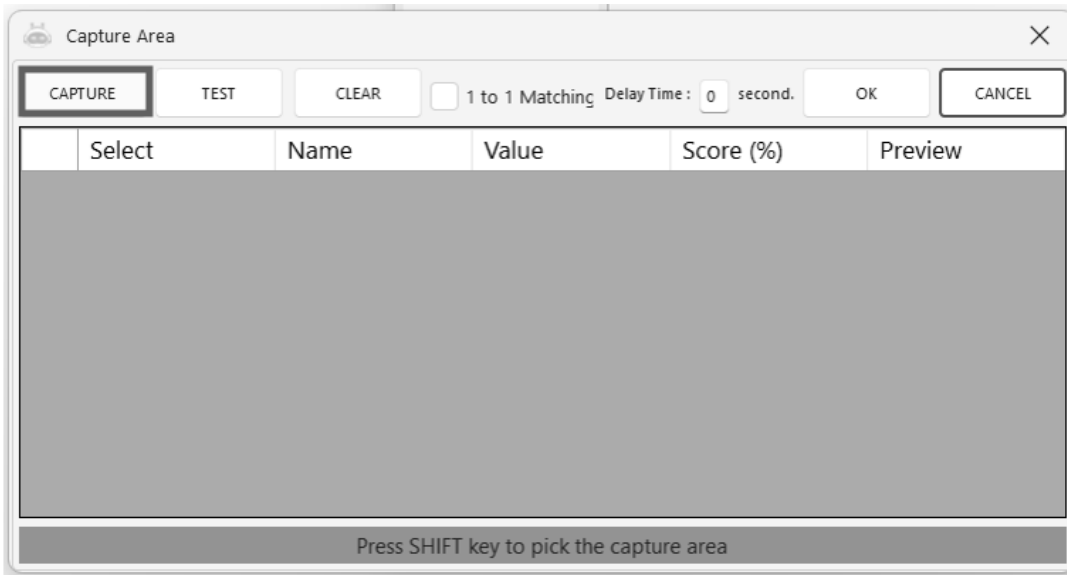 Capture Area
CAPTURE TEST CLEAR 1 to 1 Matching Delay Time : 0 second. OK CANCEL
Select Name Value Score (%) Preview
Press SHIFT key to pick the capture area